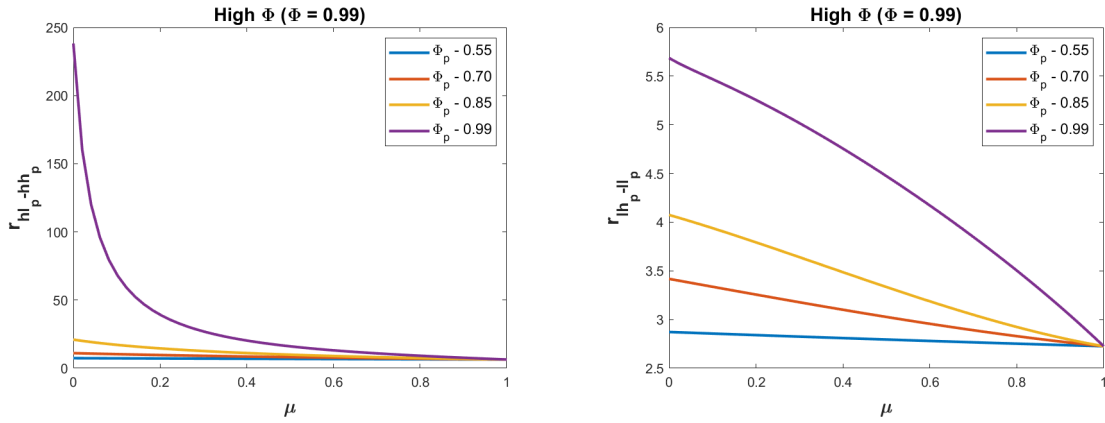 High Φ (Φ = 0.99)
250
200
150
100
50
0
r_{hl_p-hh_p}
Φ_p - 0.55
Φ_p - 0.70
Φ_p - 0.85
Φ_p - 0.99
0 0.2 0.4 0.6 0.8 1
μ
High Φ (Φ = 0.99)
6
5.5
5
4.5
4
3.5
3
2.5
r_{lh_p-ll_p}
Φ_p - 0.55
Φ_p - 0.70
Φ_p - 0.85
Φ_p - 0.99
0 0.2 0.4 0.6 0.8 1
μ